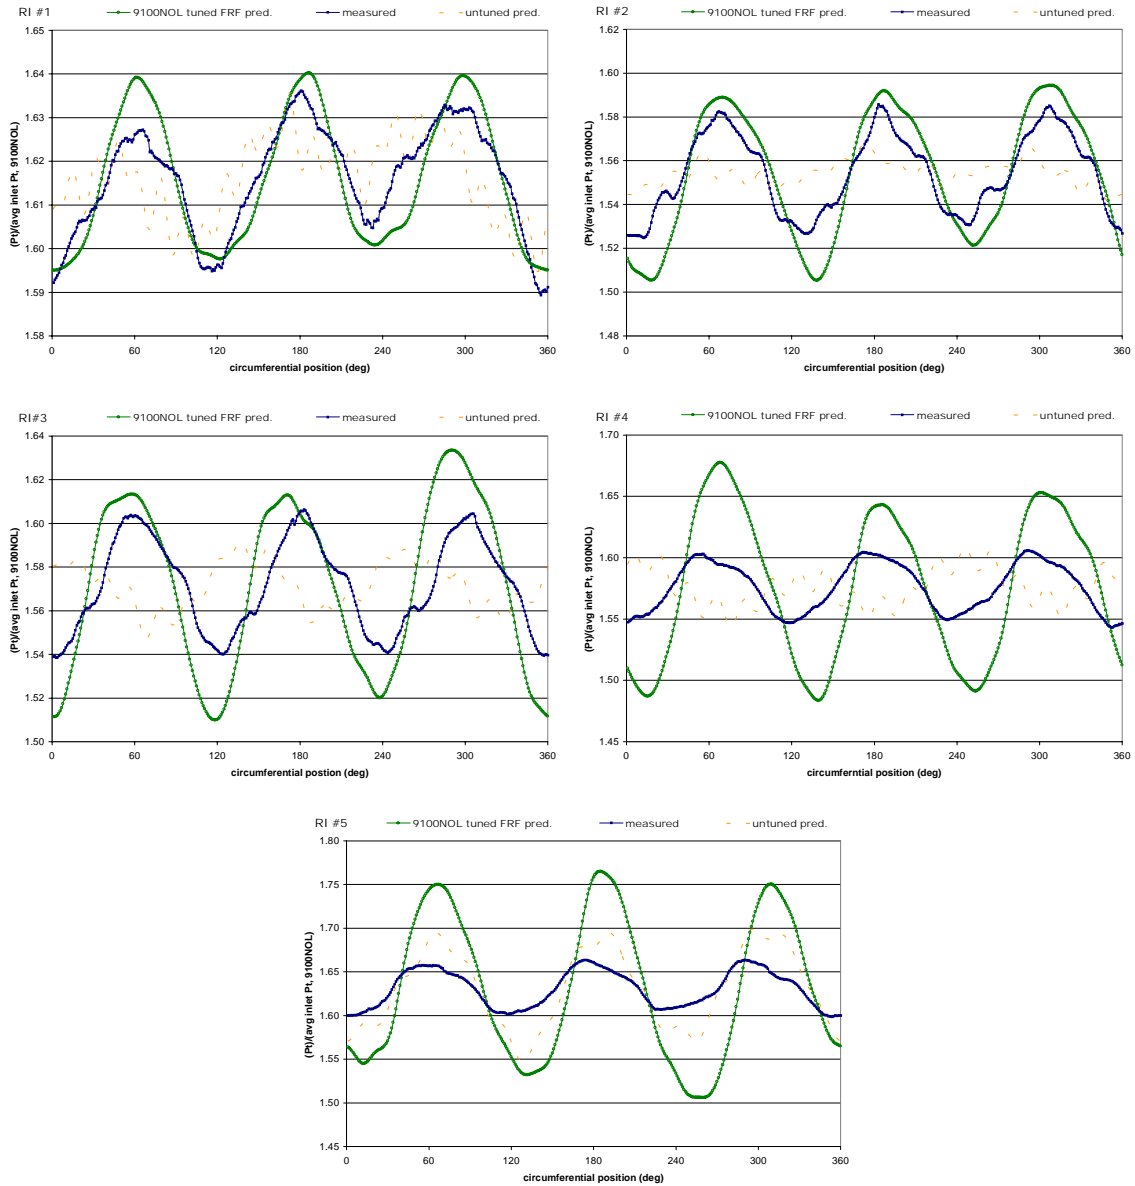 RI #1 9100NOL tuned FRF pred. measured untuned pred.
(Pt)/(avg inlet Pt, 9100NOL)
1.65
1.64
1.63
1.62
1.61
1.60
1.59
1.58
0 60 120 180 240 300 360
circumferential position (deg)
RI #2 9100NOL tuned FRF pred. measured untuned pred.
(Pt)/(avg inlet Pt, 9100NOL)
1.62
1.60
1.58
1.56
1.54
1.52
1.50
1.48
0 60 120 180 240 300 360
circumferential position (deg)
RI#3 9100NOL tuned FRF pred. measured untuned pred.
(Pt)/(avg inlet Pt, 9100NOL)
1.64
1.62
1.60
1.58
1.56
1.54
1.52
1.50
0 60 120 180 240 300 360
circumferential position (deg)
RI #4 9100NOL tuned FRF pred. measured untuned pred.
(Pt)/(avg inlet Pt, 9100NOL)
1.70
1.65
1.60
1.55
1.50
1.45
0 60 120 180 240 300 360
circumferential position (deg)
RI #5 9100NOL tuned FRF pred. measured untuned pred.
(Pt)/(avg inlet Pt, 9100NOL)
1.80
1.75
1.70
1.65
1.60
1.55
1.50
1.45
0 60 120 180 240 300 360
circumferential position (deg)